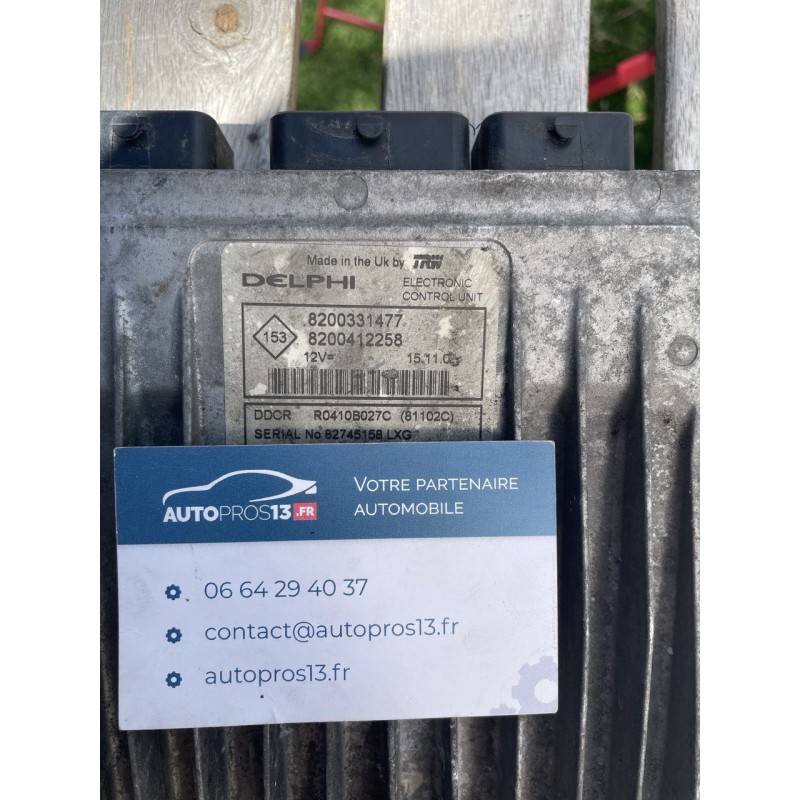 Made in the Uk by TRW
DELPHI
ELECTRONIC
CONTROL UNIT
153
8200331477
8200412258
12V=
DDCR R0410B027C (81102C)
SERIAL No 82745158 LXG
AUTOPROS13.FR
VOTRE PARTENAIRE
AUTOMOBILE
06 64 29 40 37
contact@autopros13.fr
autopros13.fr